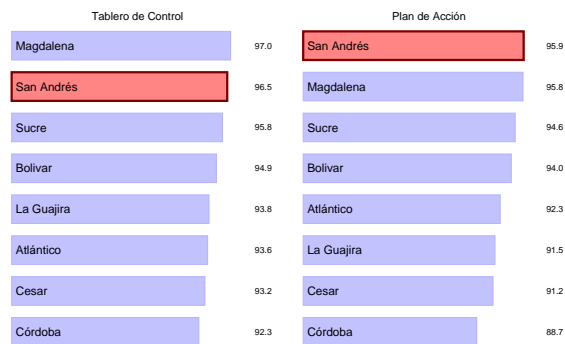 Tablero de Control
Magdalena 97.0
San Andrés 96.5
Sucre 95.8
Bolivar 94.9
La Guajira 93.8
Atlántico 93.6
Cesar 93.2
Córdoba 92.3
Plan de Acción
San Andrés 95.9
Magdalena 95.8
Sucre 94.6
Bolivar 94.0
Atlántico 92.3
La Guajira 91.5
Cesar 91.2
Córdoba 88.7